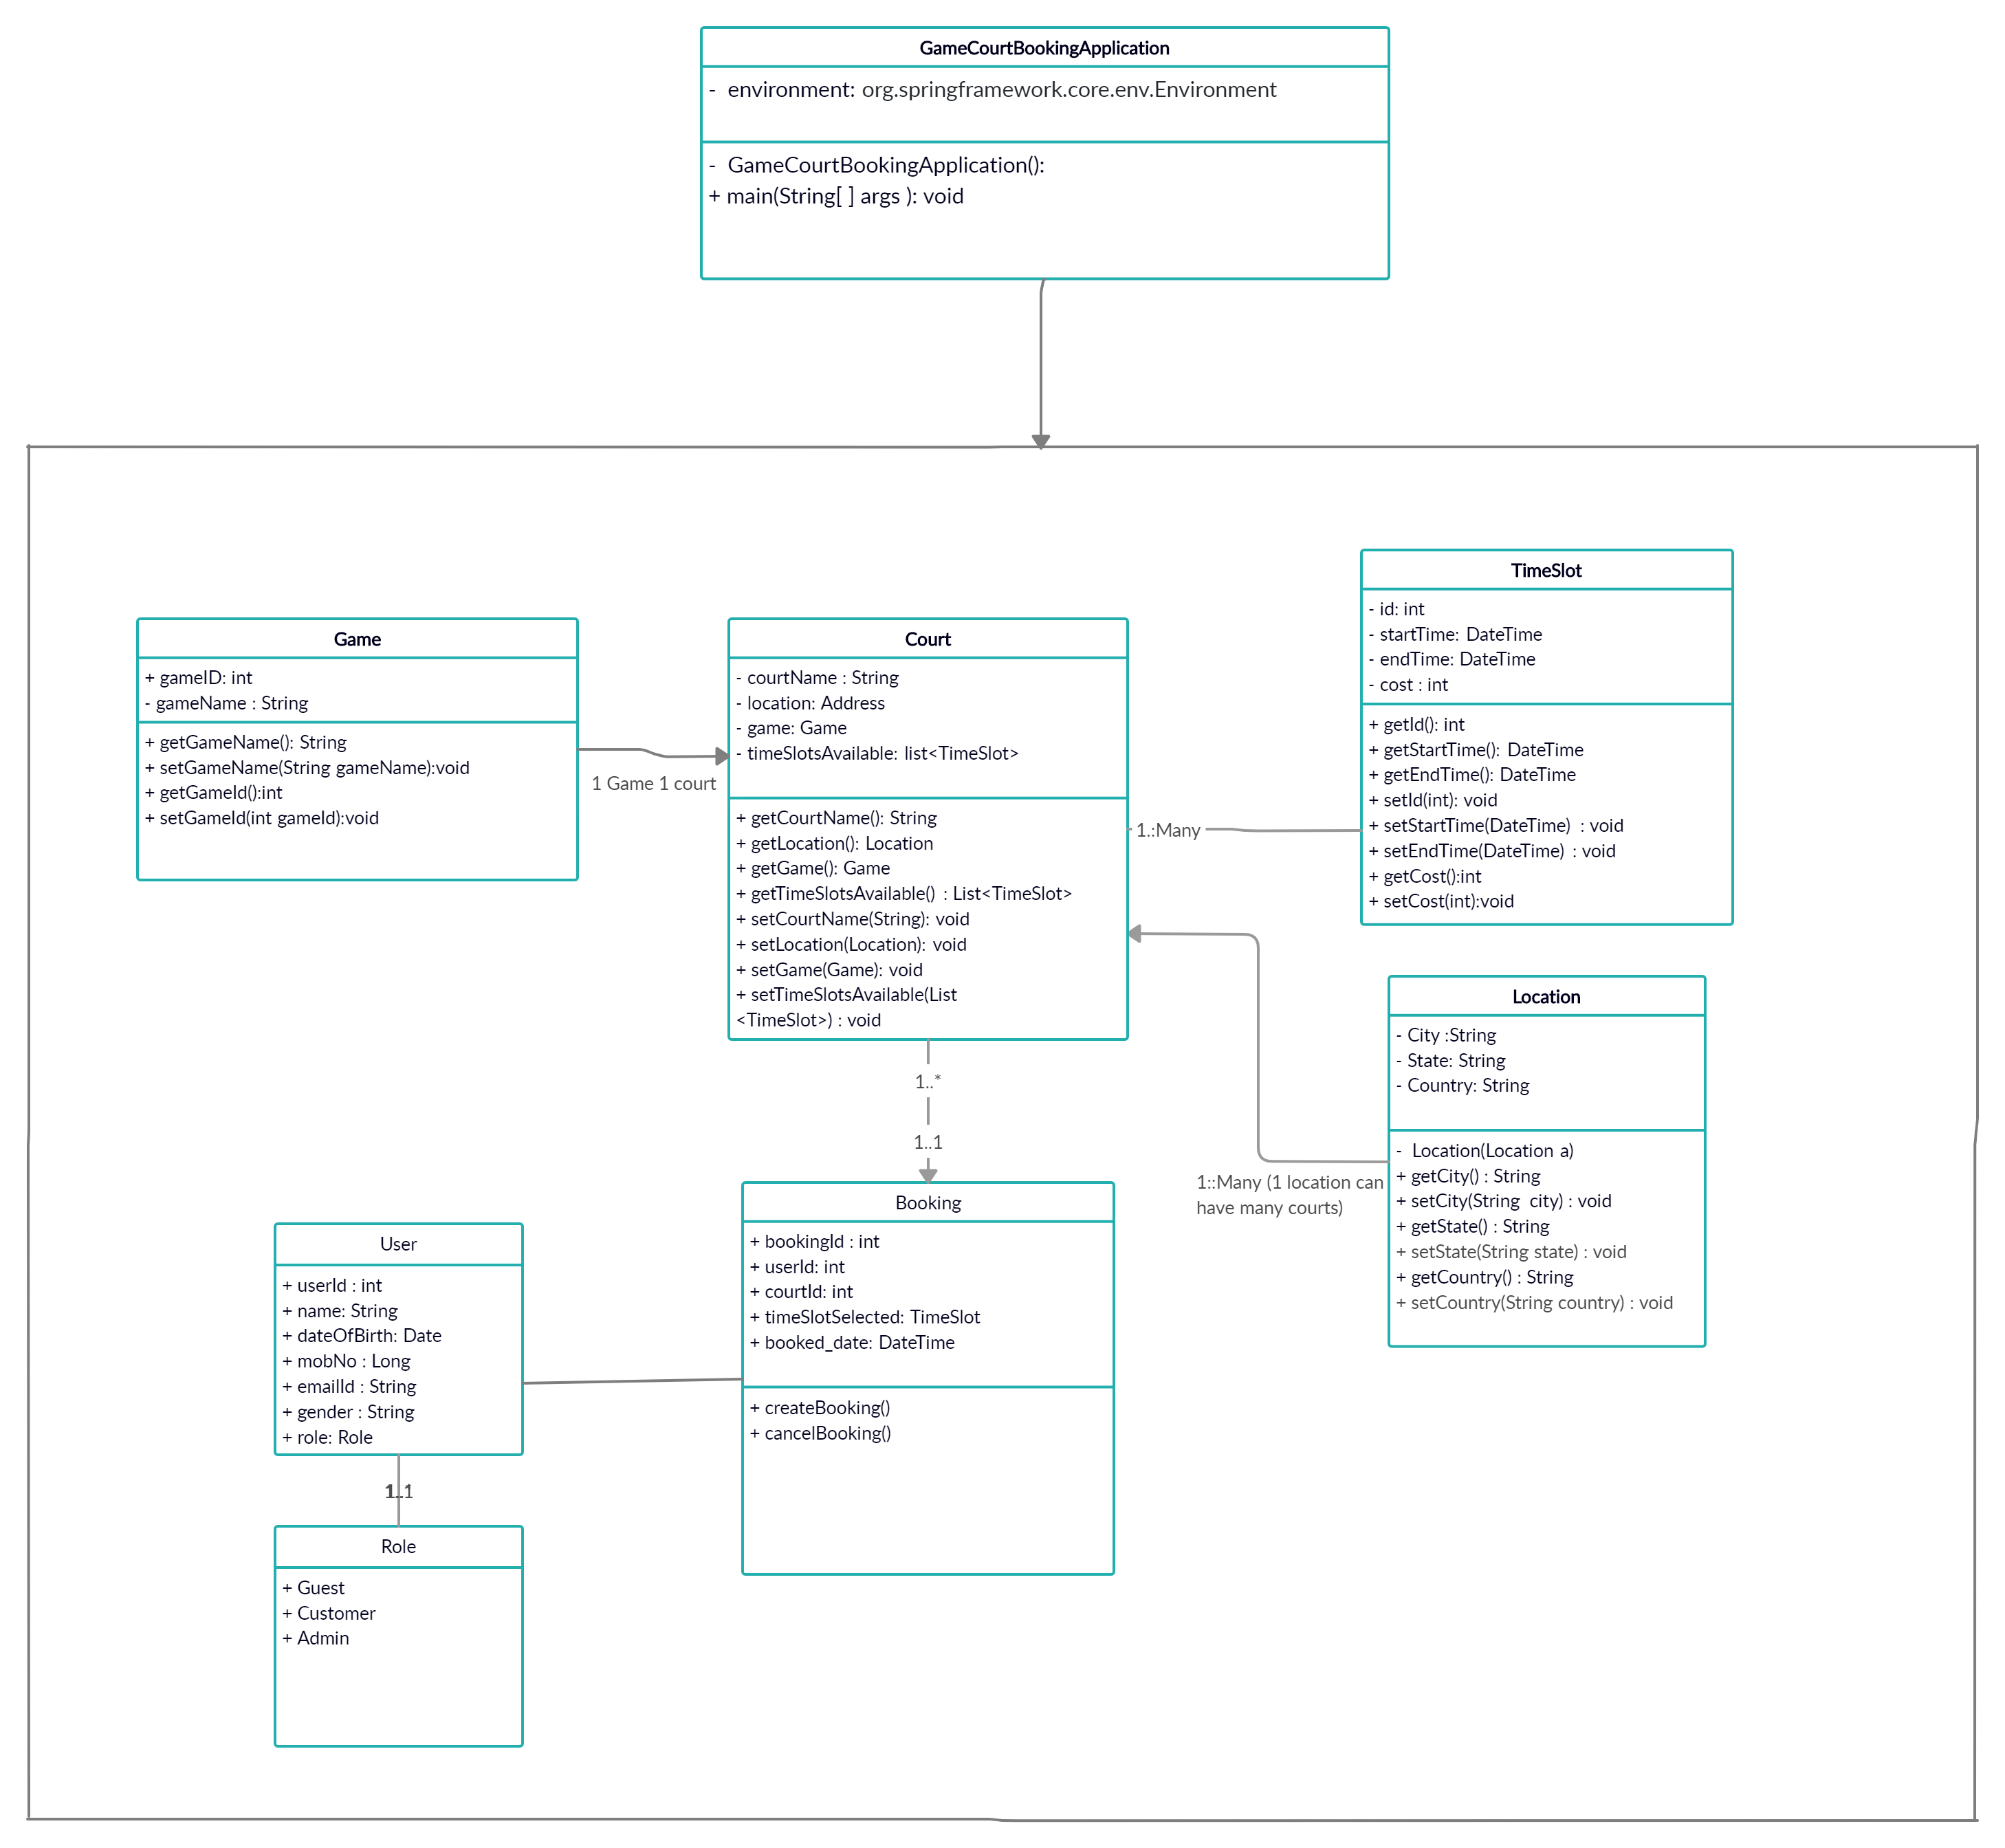 GameCourtBookingApplication
- environment: org.springframework.core.env.Environment
- GameCourtBookingApplication():
+ main(String[ ] args ): void
Game
+ gameID: int
- gameName : String
+ getGameName(): String
+ setGameName(String gameName):void
+ getGameId():int
+ setGameId(int gameId):void
1 Game 1 court
Court
- courtName : String
- location: Address
- game: Game
- timeSlotsAvailable: list<TimeSlot>
+ getCourtName(): String
+ getLocation(): Location
+ getGame(): Game
+ getTimeSlotsAvailable() : List<TimeSlot>
+ setCourtName(String): void
+ setLocation(Location): void
+ setGame(Game): void
+ setTimeSlotsAvailable(List
<TimeSlot>) : void
1.:Many
TimeSlot
- id: int
- startTime: DateTime
- endTime: DateTime
- cost : int
+ getId(): int
+ getStartTime(): DateTime
+ getEndTime(): DateTime
+ setId(int): void
+ setStartTime(DateTime) : void
+ setEndTime(DateTime) : void
+ getCost():int
+ setCost(int):void
Location
- City :String
- State: String
- Country: String
- Location(Location a)
+ getCity() : String
+ setCity(String city) : void
+ getState() : String
+ setState(String state) : void
+ getCountry() : String
+ setCountry(String country) : void
1::Many (1 location can
have many courts)
1..*
1..1
Booking
+ bookingId : int
+ userId: int
+ courtId: int
+ timeSlotSelected: TimeSlot
+ booked_date: DateTime
+ createBooking()
+ cancelBooking()
User
+ userId : int
+ name: String
+ dateOfBirth: Date
+ mobNo : Long
+ emailId : String
+ gender : String
+ role: Role
1..1
Role
+ Guest
+ Customer
+ Admin